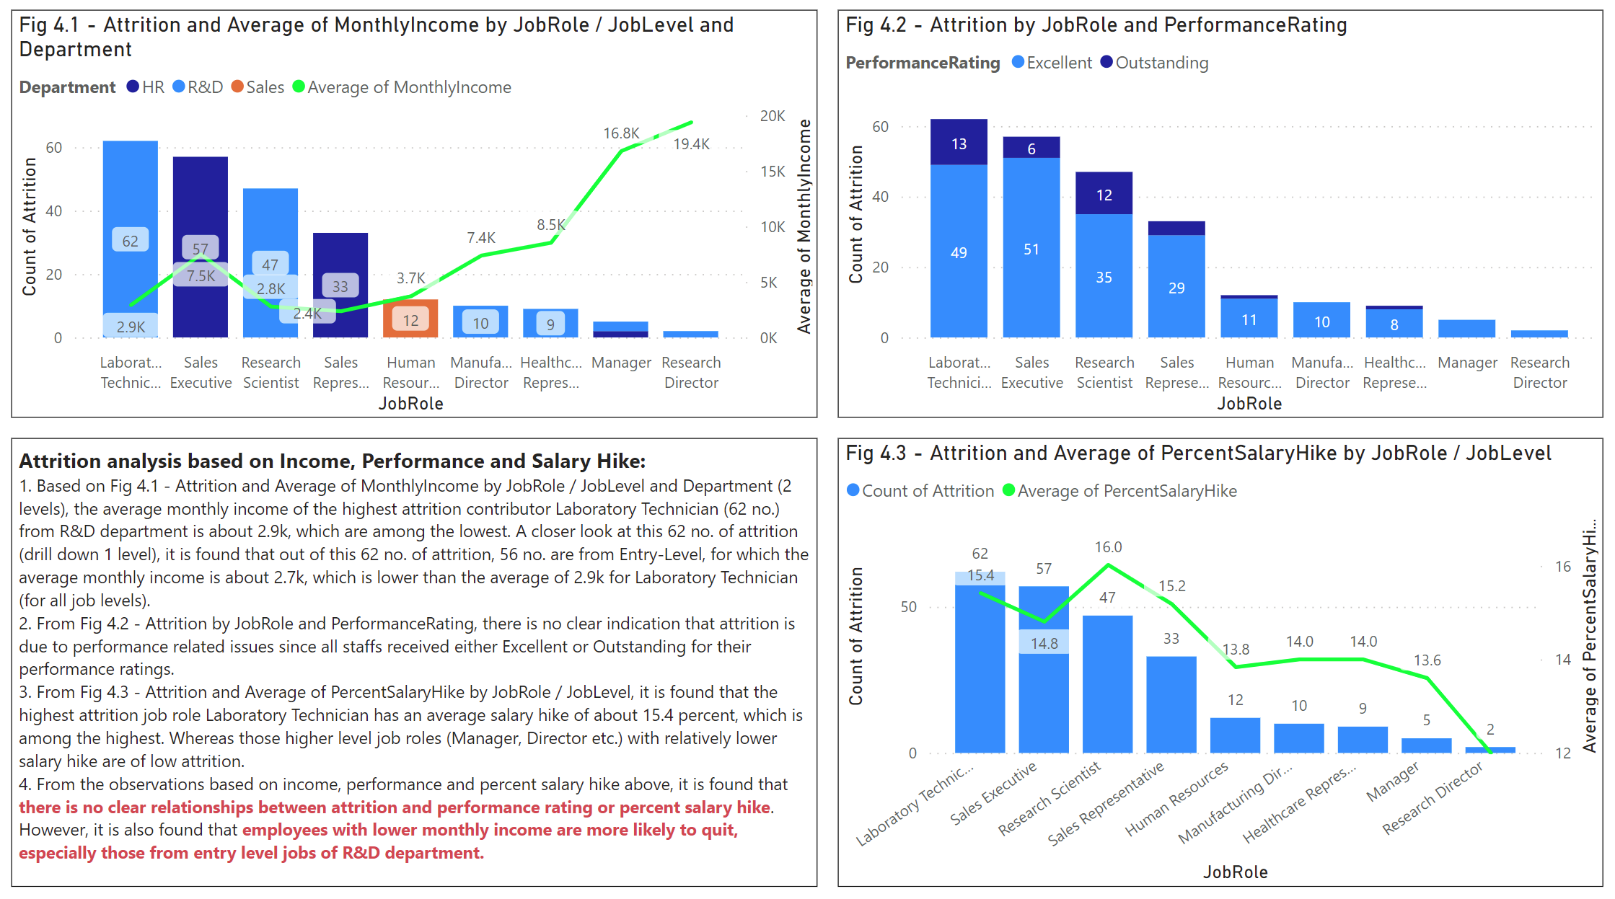 Fig 4.1 - Attrition and Average of MonthlyIncome by JobRole / JobLevel and
Department
Department HR R&D Sales Average of MonthlyIncome
Count of Attrition
60
40
20
0
20K
15K
10K
5K
0K
Average of MonthlyIncome
62
57
47
33
12
10
9
2.9K
7.5K
2.8K
2.4K
3.7K
7.4K
8.5K
16.8K
19.4K
Laborat... Technic...
Sales Executive
Research Scientist
Sales Repres...
Human Resour...
Manufa... Director
Healthc... Repres...
Manager
Research Director
JobRole
Fig 4.2 - Attrition by JobRole and PerformanceRating
PerformanceRating Excellent Outstanding
Count of Attrition
60
40
20
0
13
49
6
51
12
35
29
11
10
8
Laborat... Technici...
Sales Executive
Research Scientist
Sales Represe...
Human Resourc...
Manufa... Director
Healthc... Represe...
Manager
Research Director
JobRole
Attrition analysis based on Income, Performance and Salary Hike:
1. Based on Fig 4.1 - Attrition and Average of MonthlyIncome by JobRole / JobLevel and Department (2
levels), the average monthly income of the highest attrition contributor Laboratory Technician (62 no.)
from R&D department is about 2.9k, which are among the lowest. A closer look at this 62 no. of attrition
(drill down 1 level), it is found that out of this 62 no. of attrition, 56 no. are from Entry-Level, for which the
average monthly income is about 2.7k, which is lower than the average of 2.9k for Laboratory Technician
(for all job levels).
2. From Fig 4.2 - Attrition by JobRole and PerformanceRating, there is no clear indication that attrition is
due to performance related issues since all staffs received either Excellent or Outstanding for their
performance ratings.
3. From Fig 4.3 - Attrition and Average of PercentSalaryHike by JobRole / JobLevel, it is found that the
highest attrition job role Laboratory Technician has an average salary hike of about 15.4 percent, which is
among the highest. Whereas those higher level job roles (Manager, Director etc.) with relatively lower
salary hike are of low attrition.
4. From the observations based on income, performance and percent salary hike above, it is found that
there is no clear relationships between attrition and performance rating or percent salary hike.
However, it is also found that employees with lower monthly income are more likely to quit,
especially those from entry level jobs of R&D department.
Fig 4.3 - Attrition and Average of PercentSalaryHike by JobRole / JobLevel
Count of Attrition Average of PercentSalaryHike
Count of Attrition
50
0
16
14
12
Average of PercentSalaryHi...
62
57
47
33
12
10
9
5
2
15.4
14.8
16.0
15.2
13.8
14.0
14.0
13.6
Laboratory Technic...
Sales Executive
Research Scientist
Sales Representative
Human Resources
Manufacturing Dir...
Healthcare Repres...
Manager
Research Director
JobRole